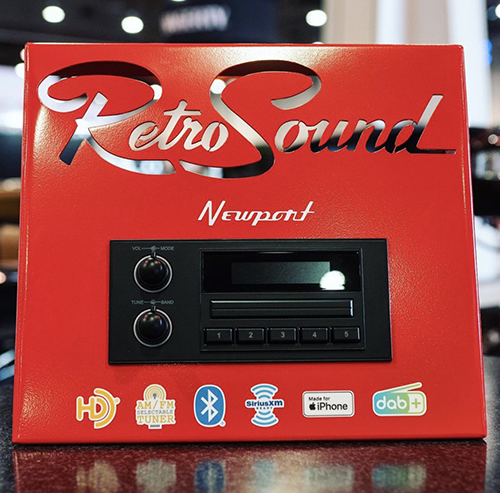 RetroSound
Newport
VOL MODE
TUNE BAND
1 2 3 4 5
HD
AM/FM
SELECTABLE
TUNER
SiriusXM
READY
Made for
iPhone
dab+